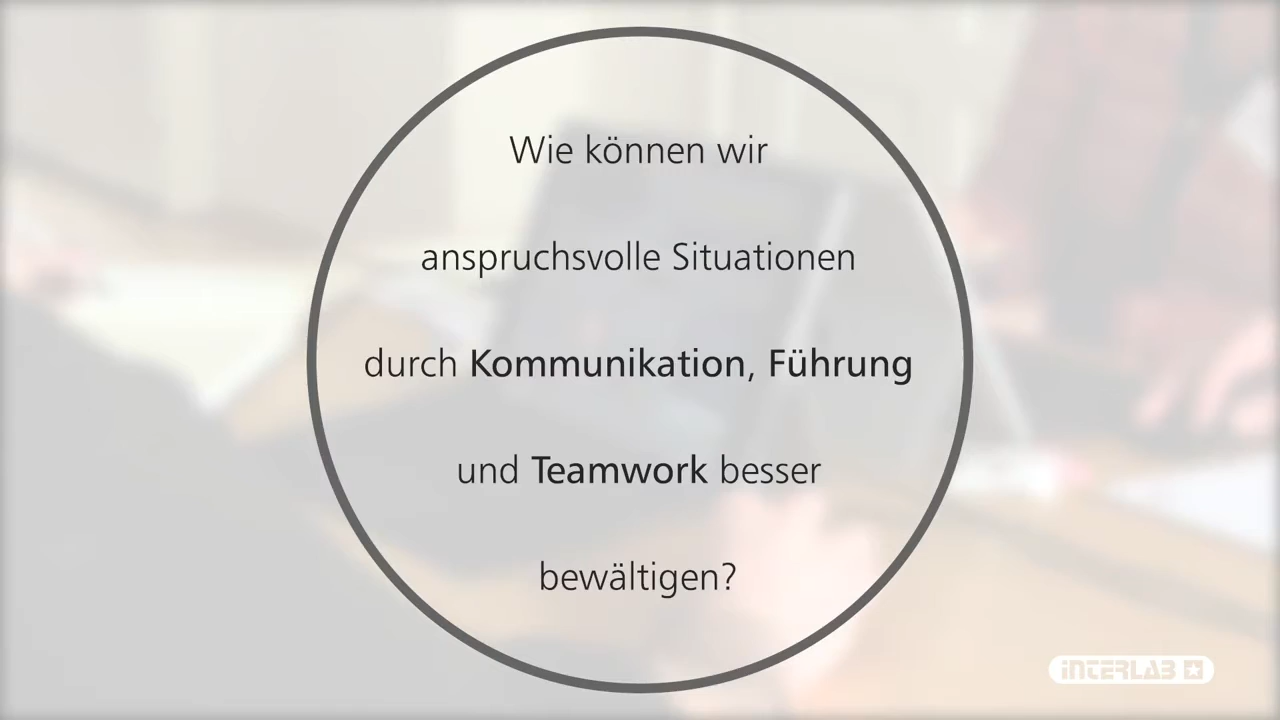 Wie können wir
anspruchsvolle Situationen
durch Kommunikation, Führung
und Teamwork besser
bewältigen?
INTERLAB